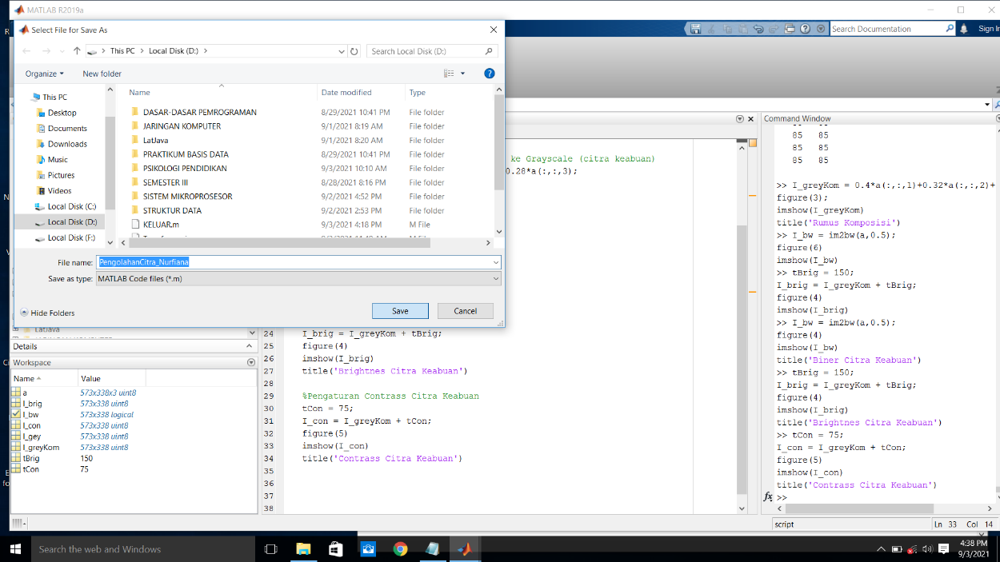 MATLAB R2019a
Select File for Save As
Search Documentation
Sign In
This PC > Local Disk (D:) >
Search Local Disk (D:)
Organize
New folder
Name Date modified Type
This PC
Desktop
Documents
Downloads
Music
Pictures
Videos
Local Disk (C:)
Local Disk (D:)
Local Disk (F:)
DASAR-DASAR PEMROGRAMAN 8/29/2021 10:41 PM File folder
JARINGAN KOMPUTER 9/1/2021 8:19 AM File folder
LatJava 9/1/2021 8:20 AM File folder
PRAKTIKUM BASIS DATA 8/29/2021 10:41 PM File folder
PSIKOLOGI PENDIDIKAN 9/3/2021 10:10 AM File folder
SEMESTER III 8/28/2021 8:16 PM File folder
SISTEM MIKROPROSESOR 9/2/2021 4:52 PM File folder
STRUKTUR DATA 9/2/2021 2:53 PM File folder
KELUAR.m 9/3/2021 4:18 PM M File
File name: PengolahanCitra_Nurfiana
Save as type: MATLAB Code files (*.m)
Hide Folders
Save
Cancel
LatJava
Details
Workspace
Name Value
a 573x338x3 uint8
I_brig 573x338 uint8
I_bw 573x338 logical
I_con 573x338 uint8
I_gey 573x338 uint8
I_greyKom 573x338 uint8
tBrig 150
tCon 75
ke Grayscale (citra keabuan)
0.28*a(:,:,3);
24 I_brig = I_greyKom + tBrig;
25 figure(4)
26 imshow(I_brig)
27 title('Brightnes Citra Keabuan')
28
29 %Pengaturan Contrass Citra Keabuan
30 tCon = 75;
31 I_con = I_greyKom + tCon;
32 figure(5)
33 imshow(I_con)
34 title('Contrass Citra Keabuan')
35
36
37
38
Command Window
85 85
85 85
85 85
>> I_greyKom = 0.4*a(:,:,1)+0.32*a(:,:,2)+
figure(3);
imshow(I_greyKom)
title('Rumus Komposisi')
>> I_bw = im2bw(a,0.5);
figure(6)
imshow(I_bw)
>> tBrig = 150;
I_brig = I_greyKom + tBrig;
figure(4)
imshow(I_brig)
>> I_bw = im2bw(a,0.5);
figure(4)
imshow(I_bw)
title('Biner Citra Keabuan')
>> tBrig = 150;
I_brig = I_greyKom + tBrig;
figure(4)
imshow(I_brig)
title('Brightnes Citra Keabuan')
>> tCon = 75;
I_con = I_greyKom + tCon;
figure(5)
imshow(I_con)
title('Contrass Citra Keabuan')
fx >>
script
Ln 33 Col 14
Search the web and Windows
4:38 PM
9/3/2021